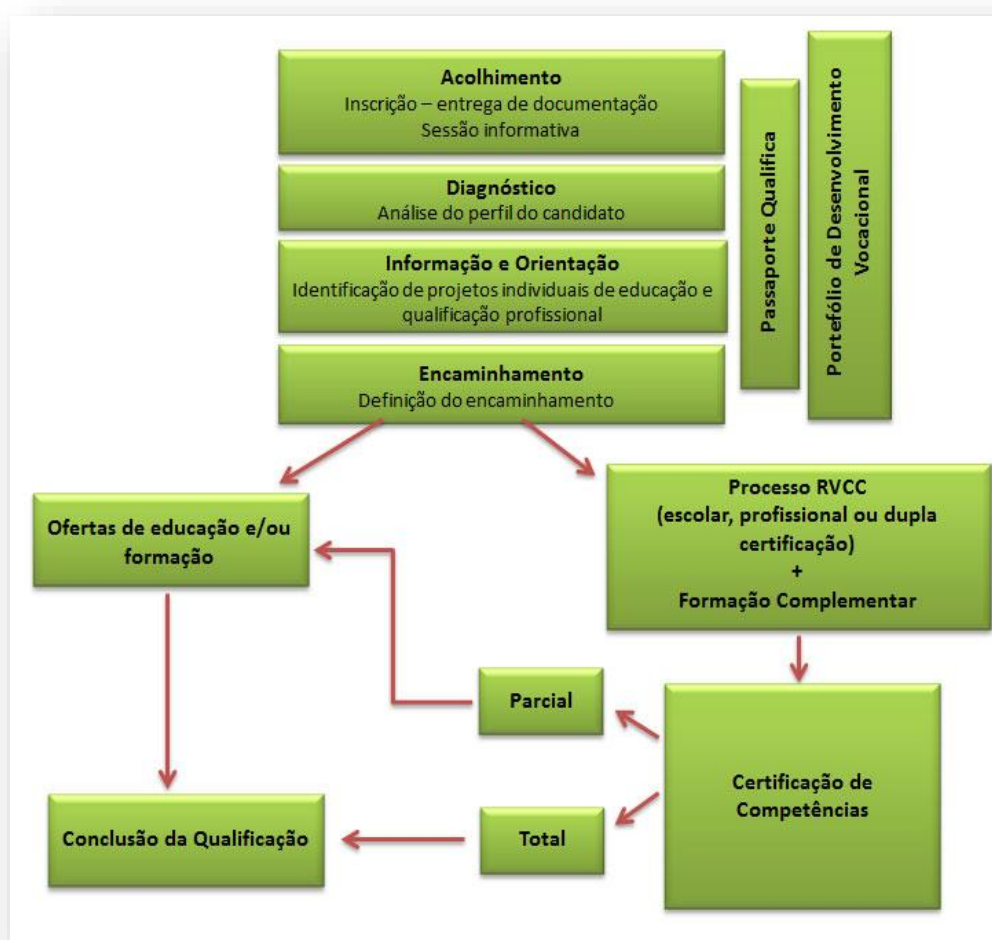 Acolhimento
Inscrição – entrega de documentação
Sessão informativa
Diagnóstico
Análise do perfil do candidato
Informação e Orientação
Identificação de projetos individuais de educação e
qualificação profissional
Encaminhamento
Definição do encaminhamento
Passaporte Qualifica
Portefólio de Desenvolvimento
Vocacional
Ofertas de educação e/ou
formação
Processo RVCC
(escolar, profissional ou dupla
certificação)
+
Formação Complementar
Parcial
Certificação de
Competências
Total
Conclusão da Qualificação